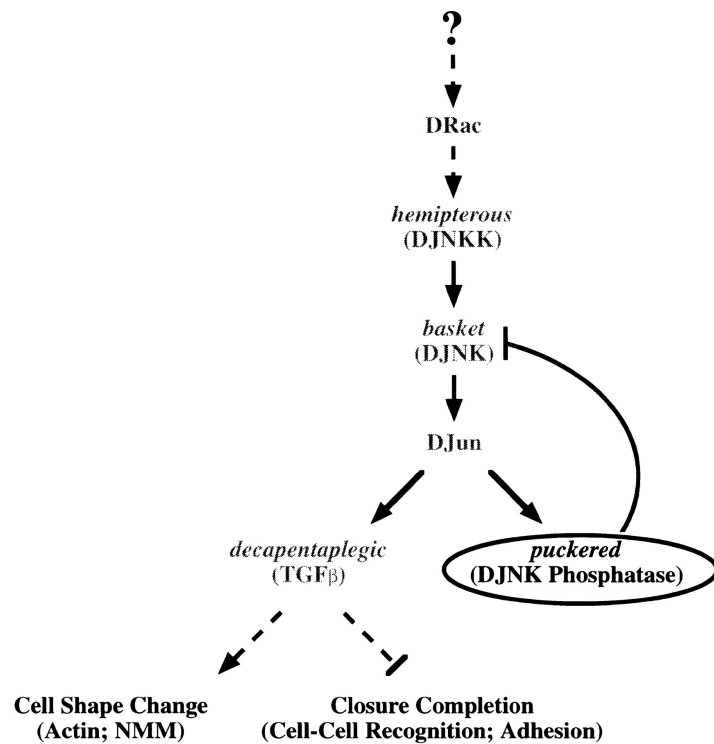 ?
DRac
hemipterous
(DJNKK)
basket
(DJNK)
DJun
decapentaplegic
(TGFβ)
puckered
(DJNK Phosphatase)
Cell Shape Change
(Actin; NMM)
Closure Completion
(Cell-Cell Recognition; Adhesion)